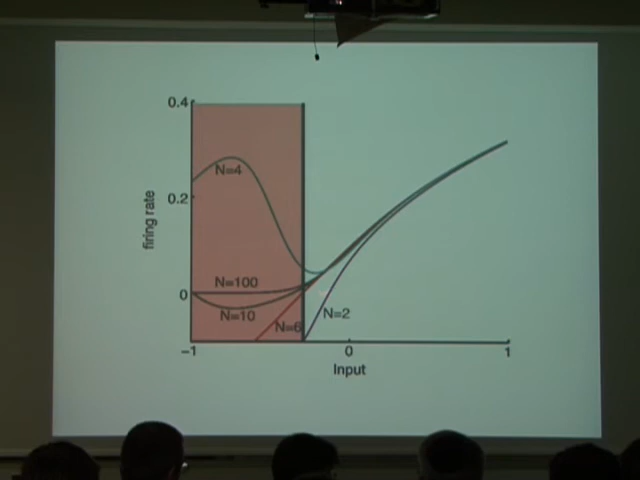 0.4
N=4
0.2
firing rate
N=100
0
N=10
N=6
N=2
−1
0
1
Input